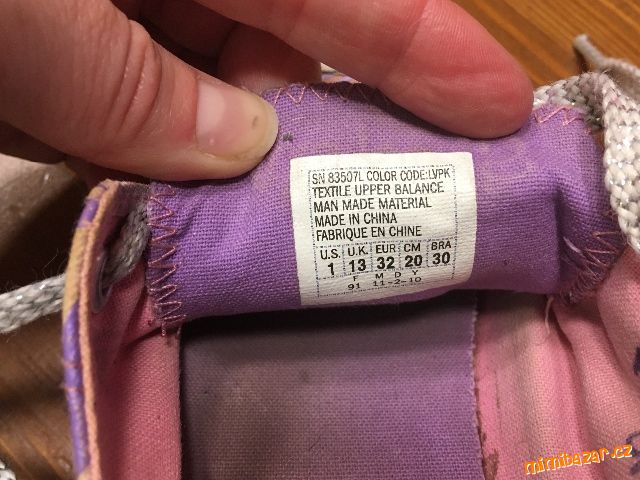 SN 83507L COLOR CODE:LVPK
TEXTILE UPPER BALANCE
MAN MADE MATERIAL
MADE IN CHINA
FABRIQUE EN CHINE
U.S. U.K. EUR CM BRA
1 13 32 20 30
F M D Y
91 11-2-10
mimibazar.cz